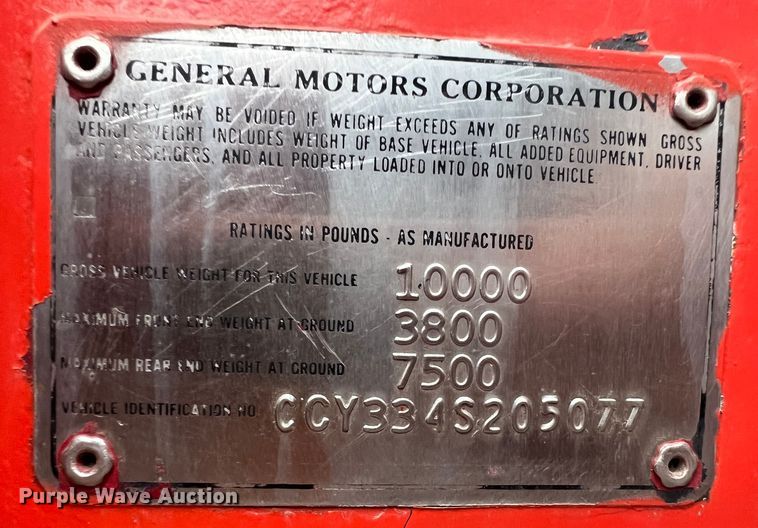 GENERAL MOTORS CORPORATION
WARRANTY MAY BE VOIDED IF WEIGHT EXCEEDS ANY OF RATINGS SHOWN GROSS
VEHICLE WEIGHT INCLUDES WEIGHT OF BASE VEHICLE, ALL ADDED EQUIPMENT, DRIVER
AND PASSENGERS, AND ALL PROPERTY LOADED INTO OR ONTO VEHICLE
RATINGS IN POUNDS - AS MANUFACTURED
GROSS VEHICLE WEIGHT FOR THIS VEHICLE 10000
MAXIMUM FRONT END WEIGHT AT GROUND 3800
MAXIMUM REAR END WEIGHT AT GROUND 7500
VEHICLE IDENTIFICATION NO CCY334S205077
Purple Wave Auction